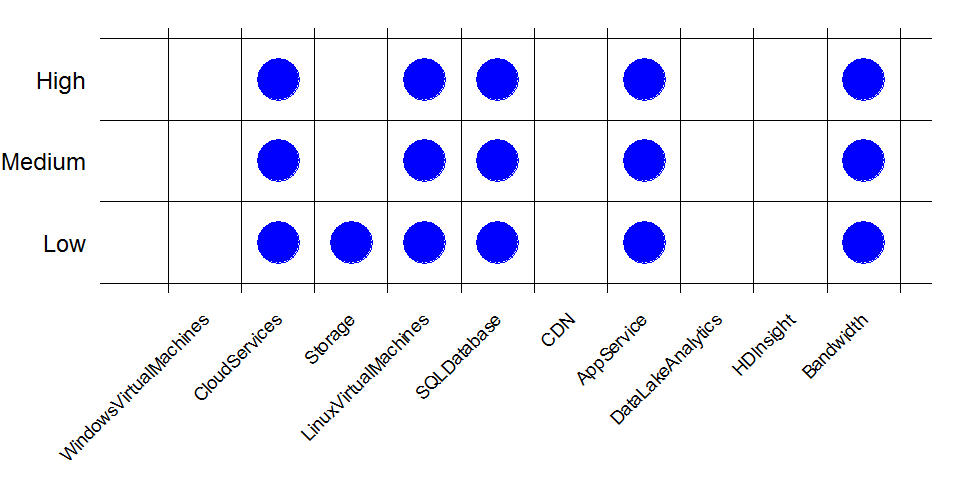 High
Medium
Low
WindowsVirtualMachines
CloudServices
Storage
LinuxVirtualMachines
SQLDatabase
CDN
AppService
DataLakeAnalytics
HDInsight
Bandwidth